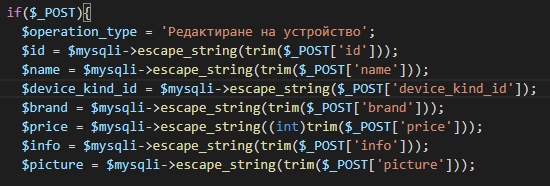 if($_POST){
$operation_type = 'Редактиране на устройство';
$id = $mysqli->escape_string(trim($_POST['id']));
$name = $mysqli->escape_string(trim($_POST['name']));
$device_kind_id = $mysqli->escape_string($_POST['device_kind_id']);
$brand = $mysqli->escape_string(trim($_POST['brand']));
$price = $mysqli->escape_string((int)trim($_POST['price']));
$info = $mysqli->escape_string(trim($_POST['info']));
$picture = $mysqli->escape_string(trim($_POST['picture']));